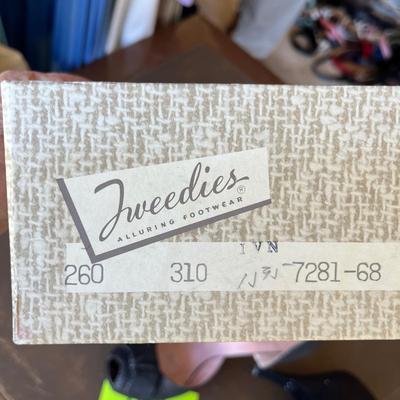 Tweedies ®
ALLURING FOOTWEAR
IVN
260 310 7281-68